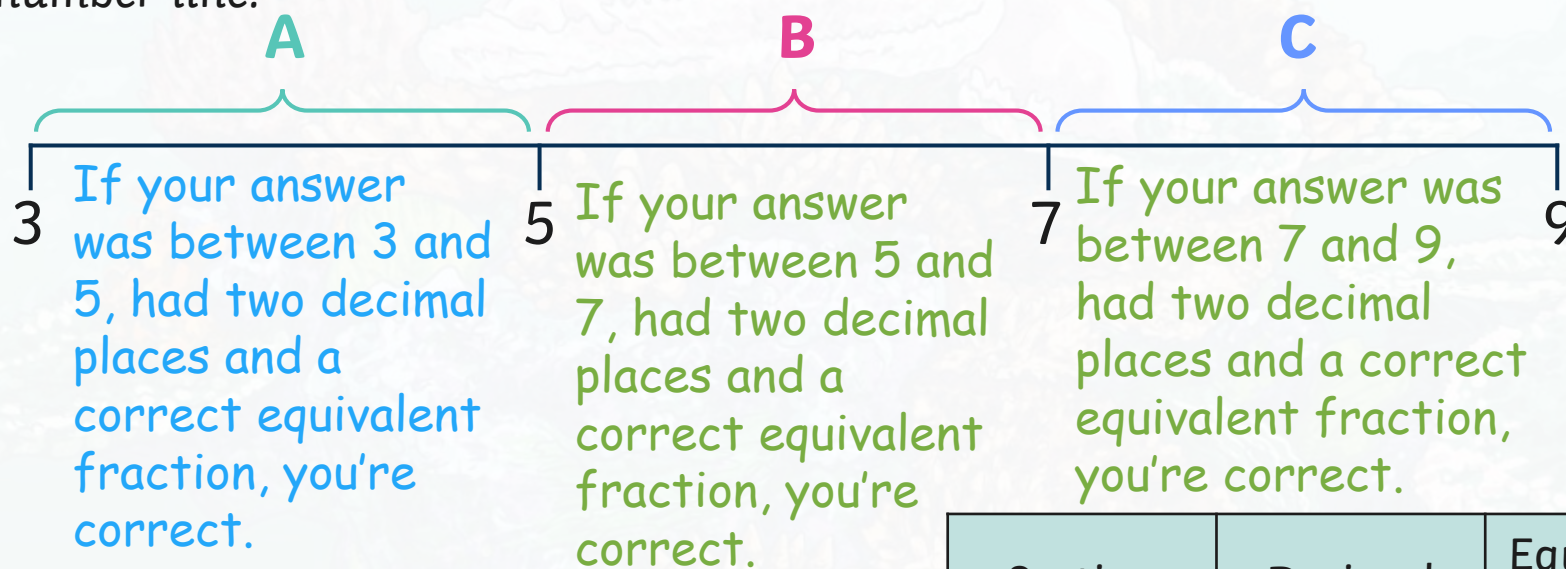 number line.
A
B
C
3
5
7
9
If your answer
was between 3 and
5, had two decimal
places and a
correct equivalent
fraction, you're
correct.
If your answer
was between 5 and
7, had two decimal
places and a
correct equivalent
fraction, you're
correct.
If your answer was
between 7 and 9,
had two decimal
places and a correct
equivalent fraction,
you're correct.